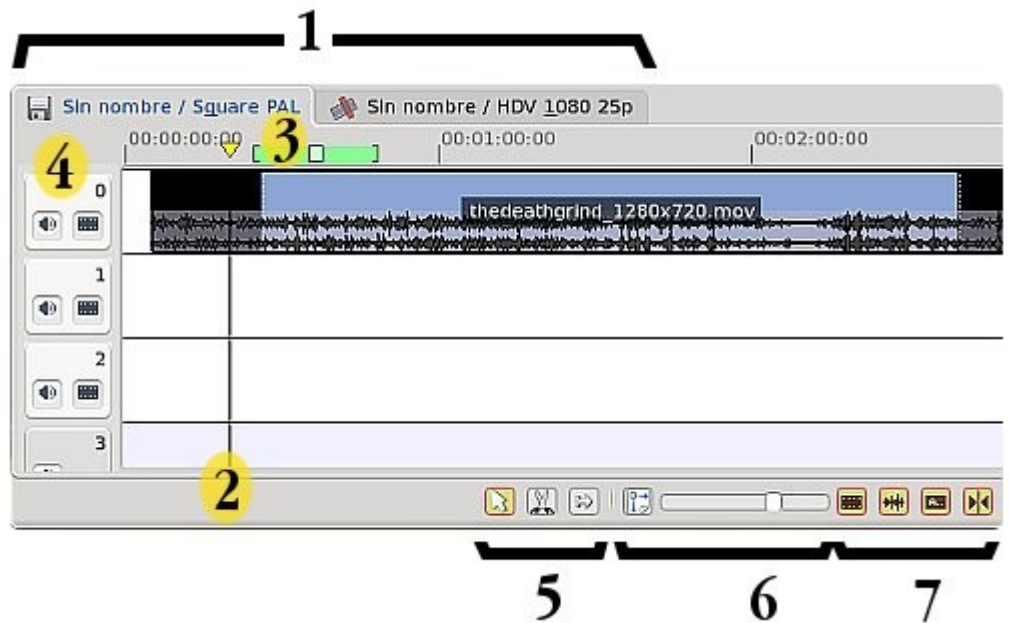 1
Sin nombre / Square PAL    Sin nombre / HDV 1080 25p
00:00:00:00    00:01:00:00    00:02:00:00
3
4
0
thedeathgrind_1280x720.mov
1
2
3
2
5    6    7